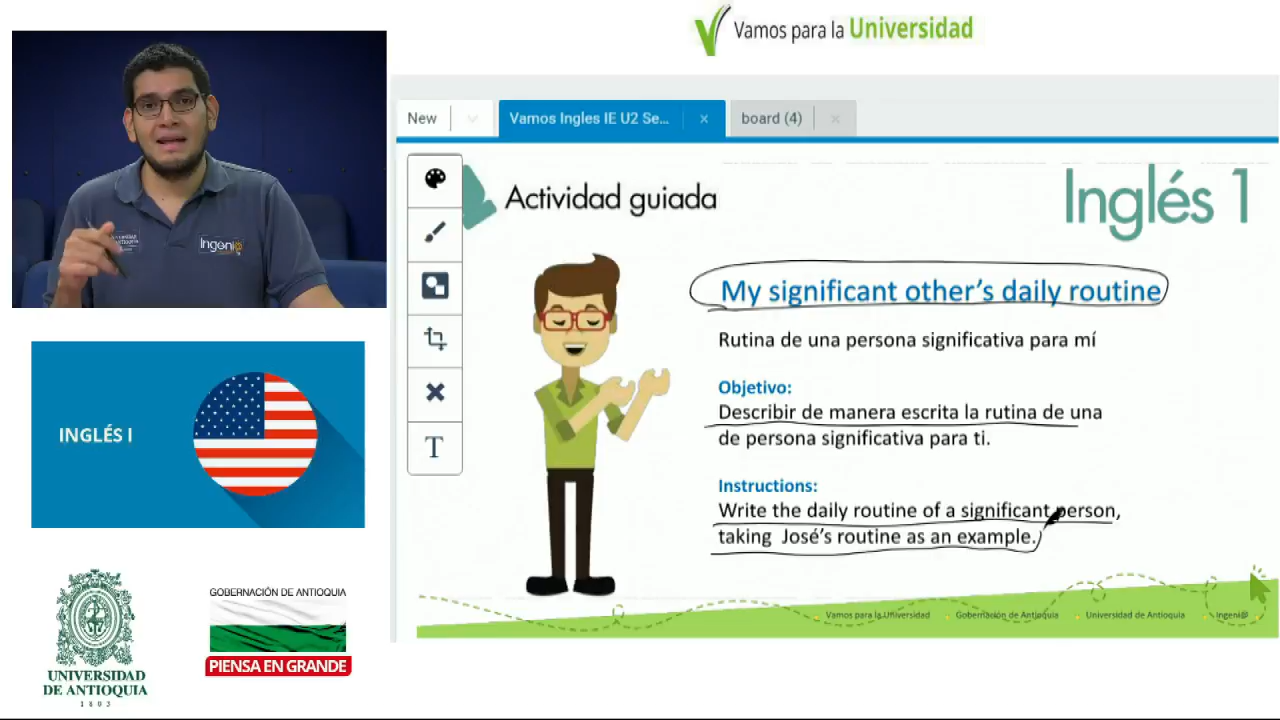 Vamos para la Universidad
New
Vamos Ingles IE U2 Se...
board (4)
Actividad guiada
Inglés 1
My significant other's daily routine
Rutina de una persona significativa para mí
Objetivo:
Describir de manera escrita la rutina de una
de persona significativa para ti.
Instructions:
Write the daily routine of a significant person,
taking José's routine as an example.
T
Ingeni@
INGLÉS I
UNIVERSIDAD
DE ANTIOQUIA
1803
GOBERNACIÓN DE ANTIOQUIA
PIENSA EN GRANDE
Vamos para la Universidad
Gobernación de Antioquia
Universidad de Antioquia
Ingeni@